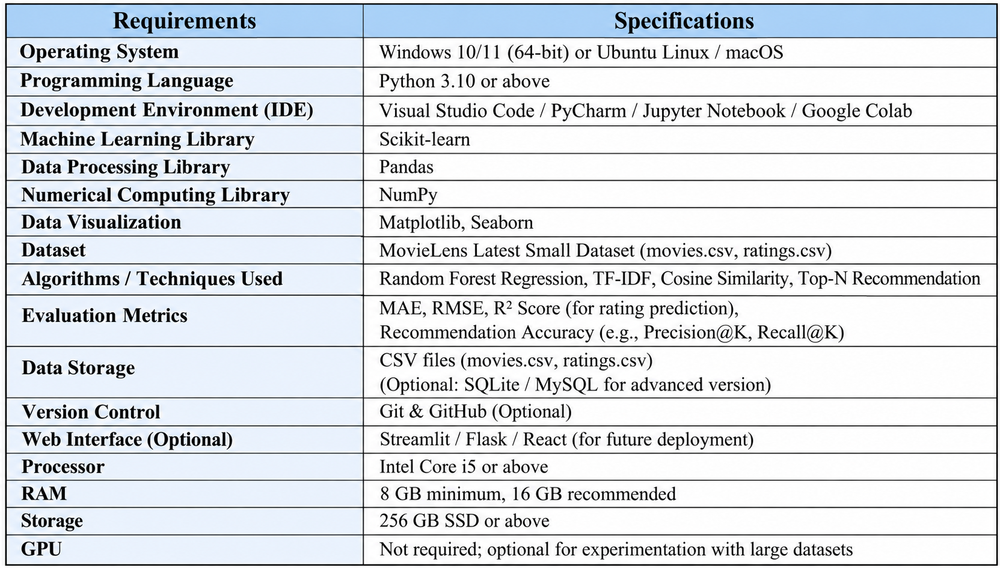 Requirements Specifications
Operating System Windows 10/11 (64-bit) or Ubuntu Linux / macOS
Programming Language Python 3.10 or above
Development Environment (IDE) Visual Studio Code / PyCharm / Jupyter Notebook / Google Colab
Machine Learning Library Scikit-learn
Data Processing Library Pandas
Numerical Computing Library NumPy
Data Visualization Matplotlib, Seaborn
Dataset MovieLens Latest Small Dataset (movies.csv, ratings.csv)
Algorithms / Techniques Used Random Forest Regression, TF-IDF, Cosine Similarity, Top-N Recommendation
Evaluation Metrics MAE, RMSE, R² Score (for rating prediction),
Recommendation Accuracy (e.g., Precision@K, Recall@K)
Data Storage CSV files (movies.csv, ratings.csv)
(Optional: SQLite / MySQL for advanced version)
Version Control Git & GitHub (Optional)
Web Interface (Optional) Streamlit / Flask / React (for future deployment)
Processor Intel Core i5 or above
RAM 8 GB minimum, 16 GB recommended
Storage 256 GB SSD or above
GPU Not required; optional for experimentation with large datasets